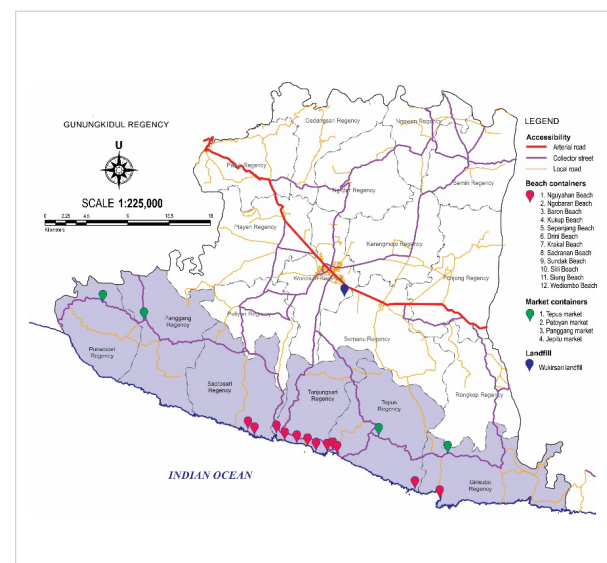 GUNUNGKIDUL REGENCY
U
SCALE 1:225,000
0 2.25 4.5 9 13.5 18
Kilometers
LEGEND
Accessibility
Arterial road
Collector street
Local road
Beach containers
1. Nguyahan Beach
2. Ngobaran Beach
3. Baron Beach
4. Kukup Beach
5. Sepanjang Beach
6. Drini Beach
7. Krakal Beach
8. Sadranan Beach
9. Sundak Beach
10. Slili Beach
11. Siung Beach
12. Wediombo Beach
Market containers
1. Tepus market
2. Patoyan market
3. Panggang market
4. Jepitu market
Landfill
Wukirsari landfill
Gedangsari Regency
Ngawen Regency
Regency
Regency
Semin Regency
Playen Regency
Karangmojo Regency
Regency
Regency
Panggang
Regency
Purwosari
Regency
Semanu Regency
Saptosari
Regency
Tanjungsari
Regency
Tepus
Regency
Rongkop Regency
Girisubo
Regency
INDIAN OCEAN